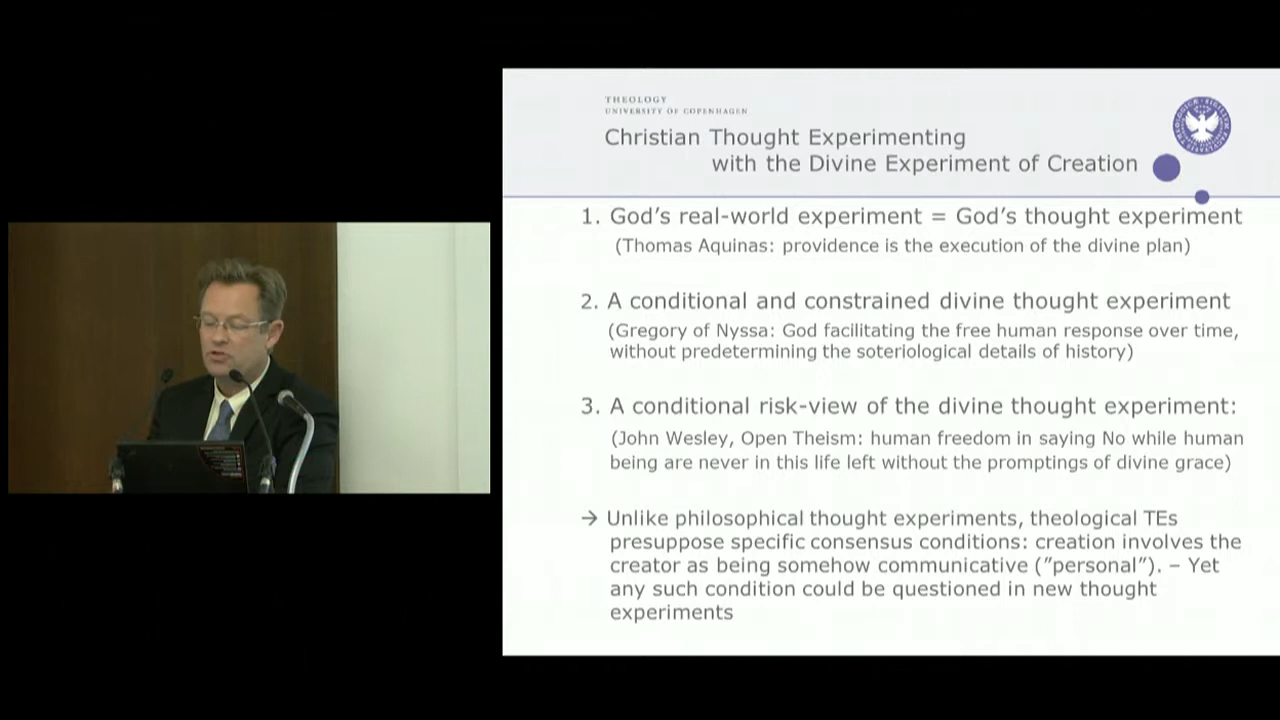 THEOLOGY
UNIVERSITY OF COPENHAGEN
Christian Thought Experimenting
with the Divine Experiment of Creation
1. God's real-world experiment = God's thought experiment
(Thomas Aquinas: providence is the execution of the divine plan)
2. A conditional and constrained divine thought experiment
(Gregory of Nyssa: God facilitating the free human response over time,
without predetermining the soteriological details of history)
3. A conditional risk-view of the divine thought experiment:
(John Wesley, Open Theism: human freedom in saying No while human
being are never in this life left without the promptings of divine grace)
→ Unlike philosophical thought experiments, theological TEs
presuppose specific consensus conditions: creation involves the
creator as being somehow communicative ("personal"). – Yet
any such condition could be questioned in new thought
experiments